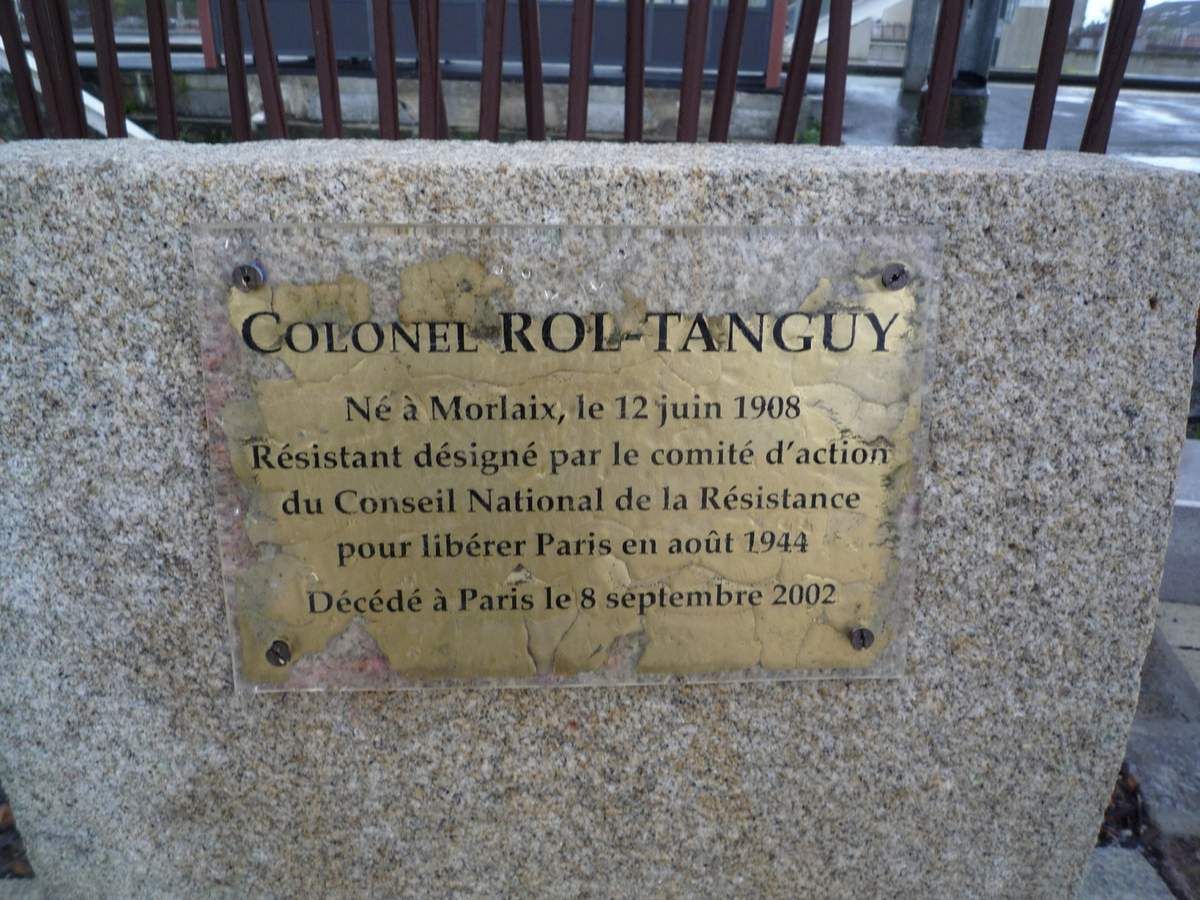 COLONEL ROL-TANGUY
Né à Morlaix, le 12 juin 1908
Résistant désigné par le comité d'action
du Conseil National de la Résistance
pour libérer Paris en août 1944
Décédé à Paris le 8 septembre 2002